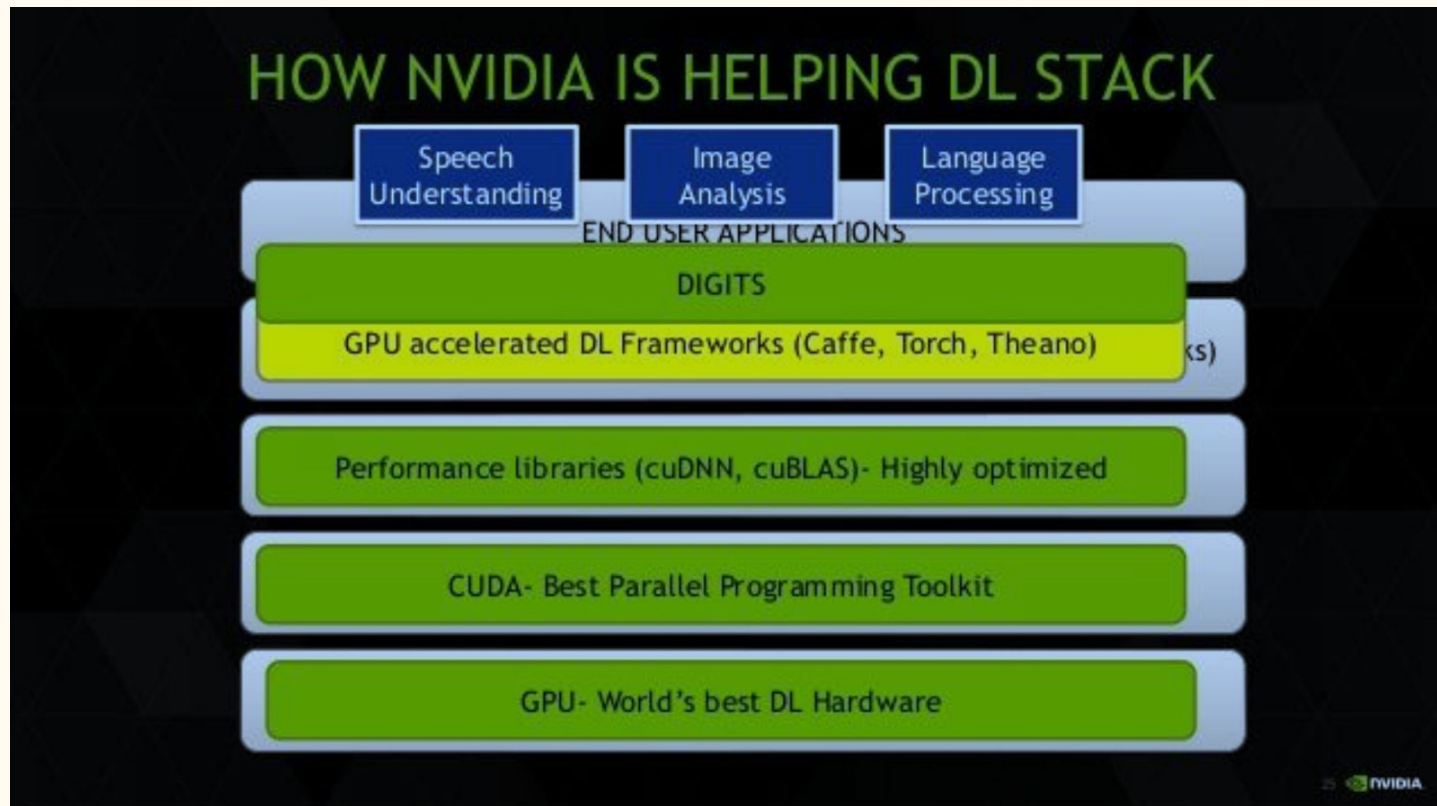 HOW NVIDIA IS HELPING DL STACK
Speech
Understanding
Image
Analysis
Language
Processing
END USER APPLICATIONS
DIGITS
GPU accelerated DL Frameworks (Caffe, Torch, Theano)
ks)
Performance libraries (cuDNN, cuBLAS)- Highly optimized
CUDA- Best Parallel Programming Toolkit
GPU- World's best DL Hardware
25 NVIDIA